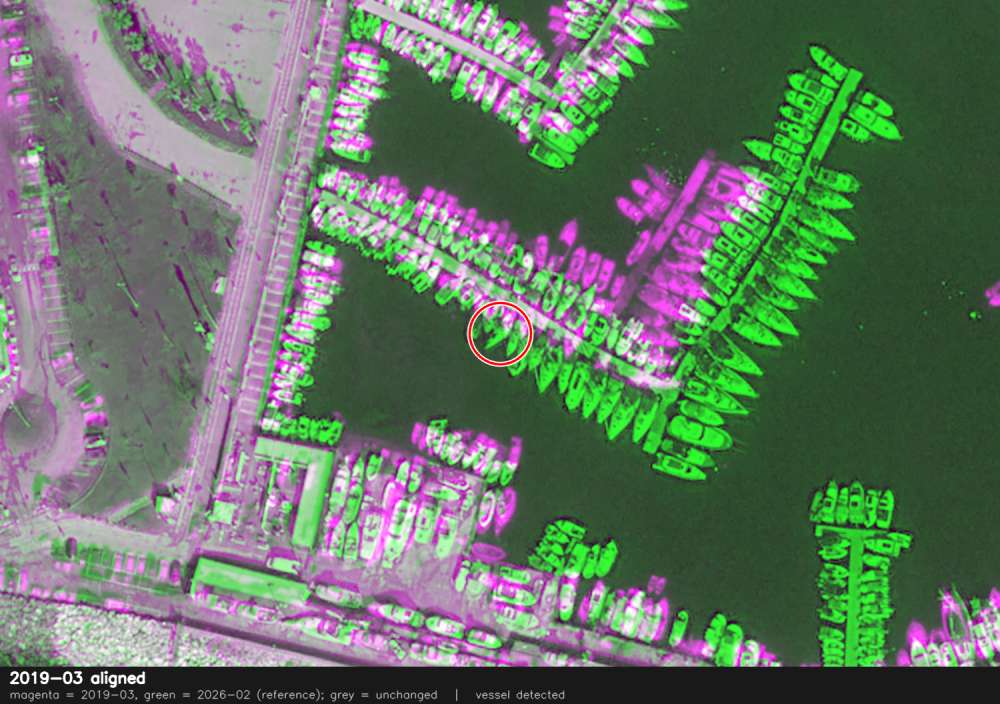 2019-03 aligned
magenta = 2019-03, green = 2026-02 (reference); grey = unchanged | vessel detected